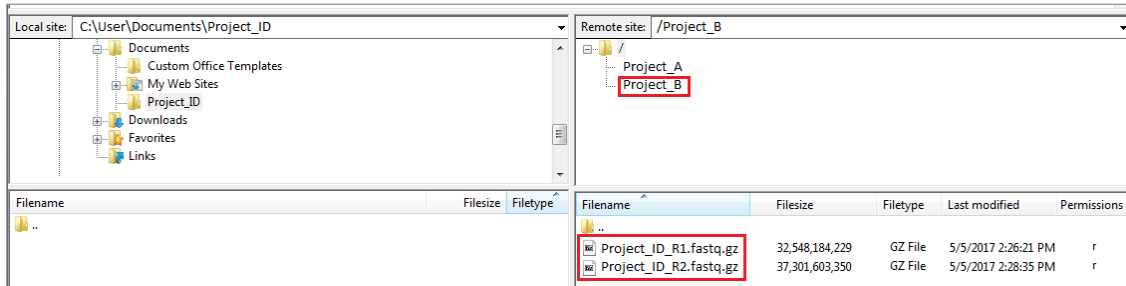 Local site: C:\User\Documents\Project_ID
Documents
Custom Office Templates
My Web Sites
Project_ID
Downloads
Favorites
Links
Filename Filesize Filetype
..
Remote site: /Project_B
/
Project_A
Project_B
Filename Filesize Filetype Last modified Permissions
..
Project_ID_R1.fastq.gz 32,548,184,229 GZ File 5/5/2017 2:26:21 PM r
Project_ID_R2.fastq.gz 37,301,603,350 GZ File 5/5/2017 2:28:35 PM r